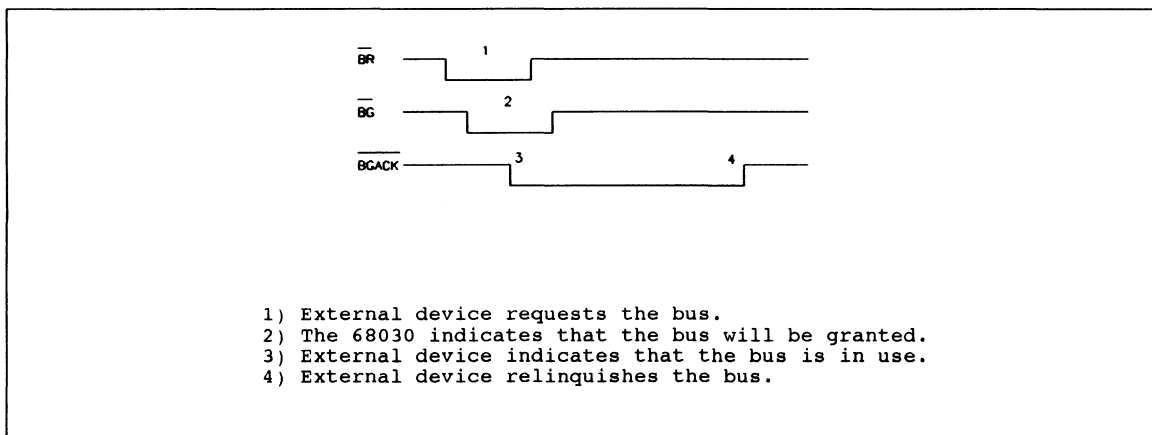 BR
1
BG
2
BGACK
3
4
1) External device requests the bus.
2) The 68030 indicates that the bus will be granted.
3) External device indicates that the bus is in use.
4) External device relinquishes the bus.